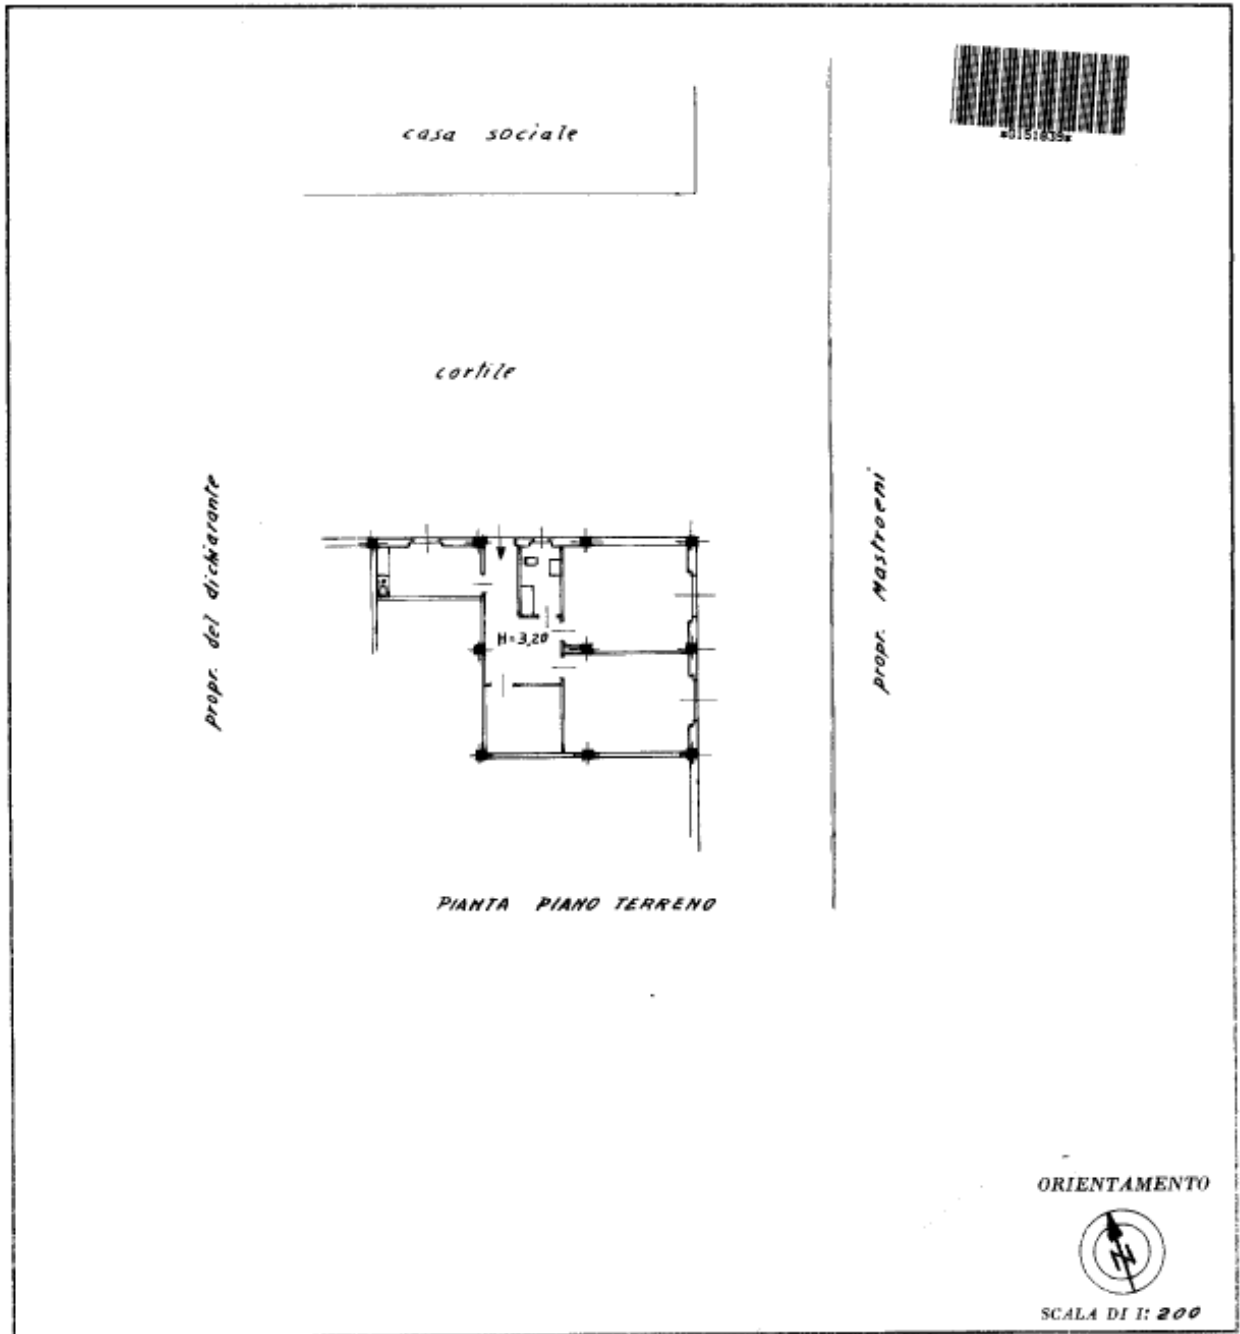 casa sociale
cortile
propr. del dichiarante
propr. Mastroeni
H=3,20
PIANTA PIANO TERRENO
ORIENTAMENTO
N
SCALA DI 1: 200